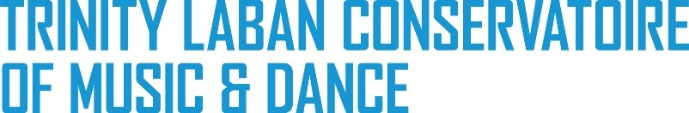 TRINITY LABAN CONSERVATOIRE
OF MUSIC & DANCE